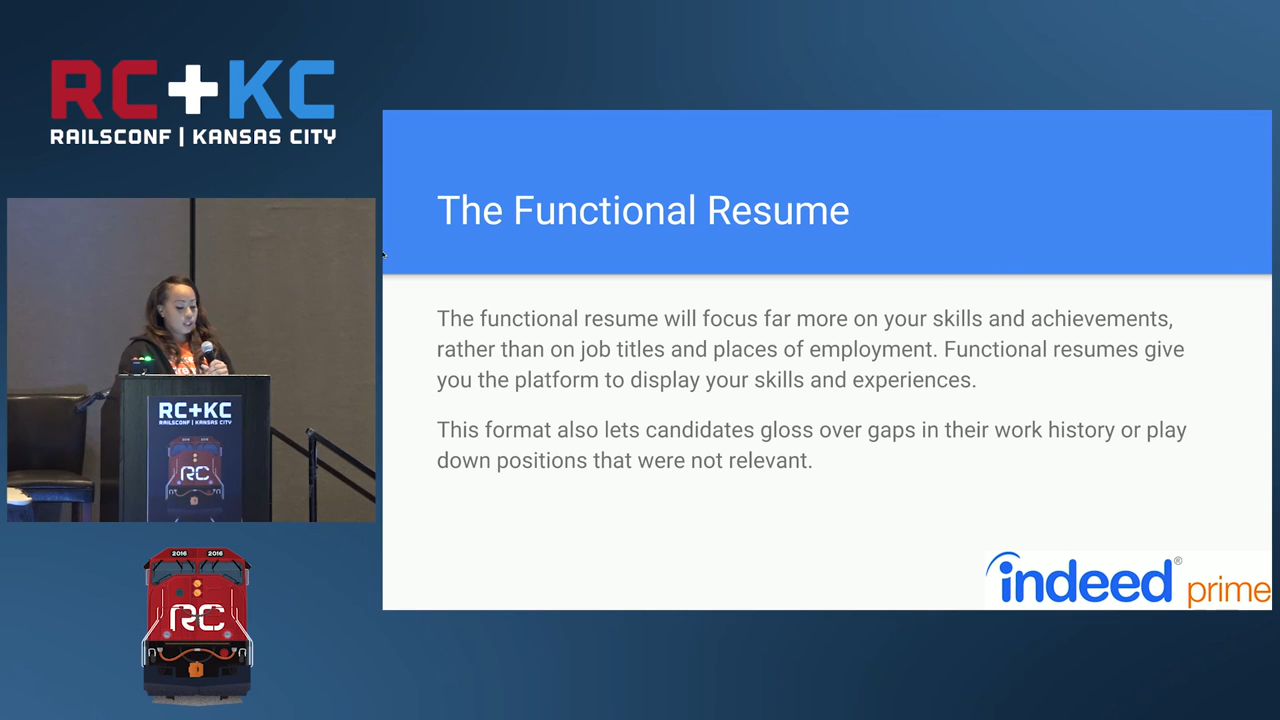 RC+KC
RAILSCONF | KANSAS CITY
The Functional Resume
The functional resume will focus far more on your skills and achievements,
rather than on job titles and places of employment. Functional resumes give
you the platform to display your skills and experiences.
This format also lets candidates gloss over gaps in their work history or play
down positions that were not relevant.
indeed® prime
RC+KC
RAILSCONF | KANSAS CITY
RC
2016 2016
RC